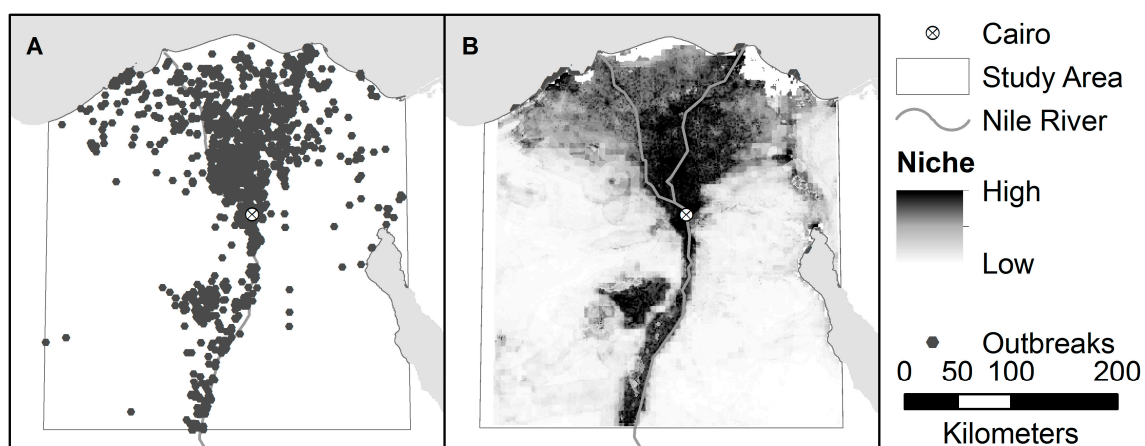 A
B
Cairo
Study Area
Nile River
Niche
High
Low
Outbreaks
0 50 100 200
Kilometers